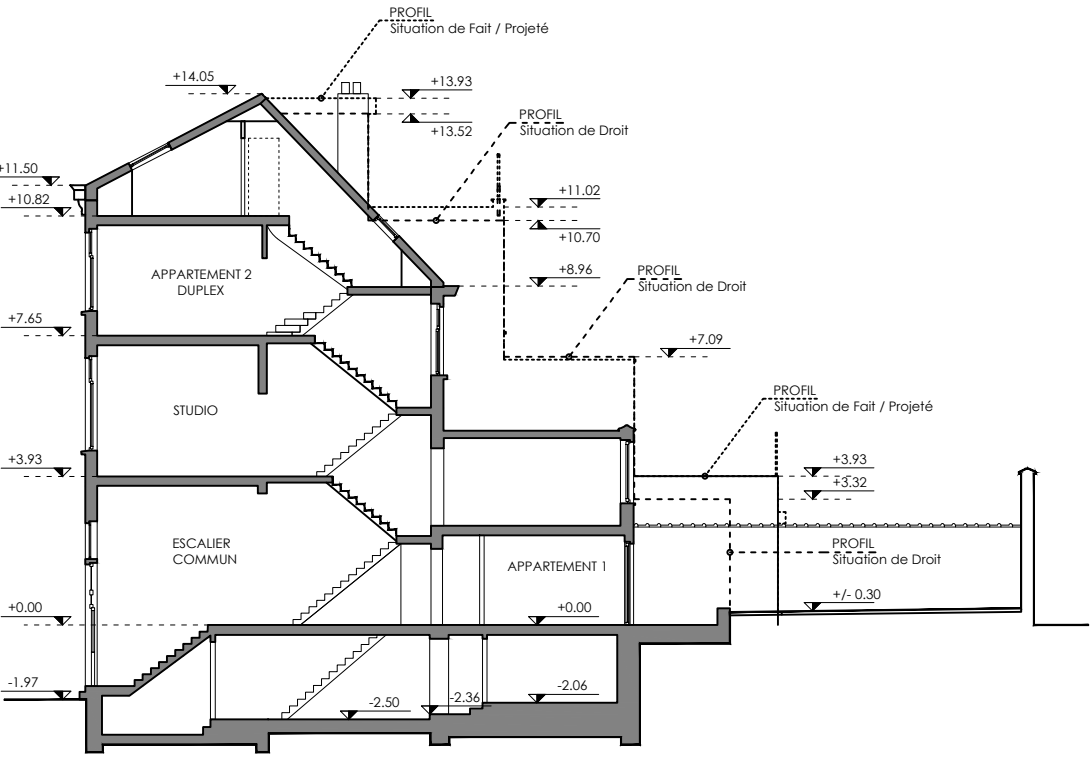 PROFIL
Situation de Fait / Projeté
+14.05
+13.93
+13.52
PROFIL
Situation de Droit
+11.50
+10.82
+11.02
+10.70
APPARTEMENT 2
DUPLEX
+8.96
PROFIL
Situation de Droit
+7.65
+7.09
STUDIO
PROFIL
Situation de Fait / Projeté
+3.93
+3.93
+3.32
ESCALIER
COMMUN
APPARTEMENT 1
PROFIL
Situation de Droit
+0.00
+0.00
+/- 0.30
-1.97
-2.50
-2.36
-2.06